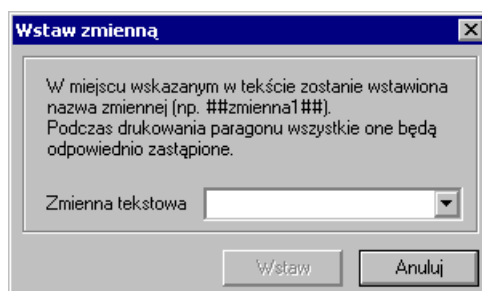 Wstaw zmienną
W miejscu wskazanym w tekście zostanie wstawiona
nazwa zmiennej (np. ##zmienna1##).
Podczas drukowania paragonu wszystkie one będą
odpowiednio zastąpione.
Zmienna tekstowa
Wstaw Anuluj